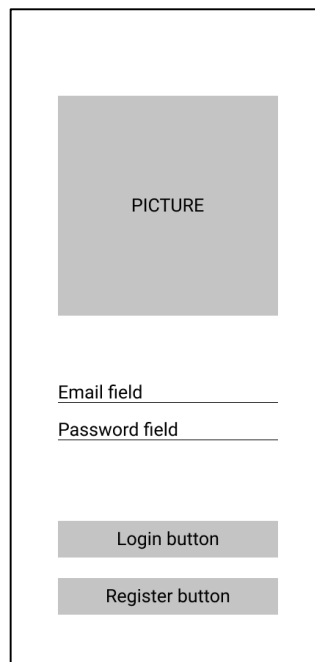 PICTURE
Email field
Password field
Login button
Register button